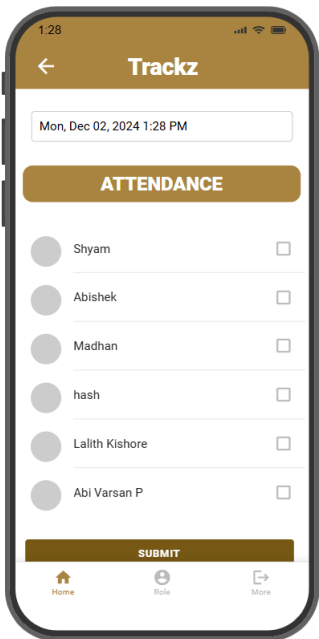 1:28
Trackz
Mon, Dec 02, 2024 1:28 PM
ATTENDANCE
Shyam
Abishek
Madhan
hash
Lalith Kishore
Abi Varsan P
SUBMIT
Home Role More